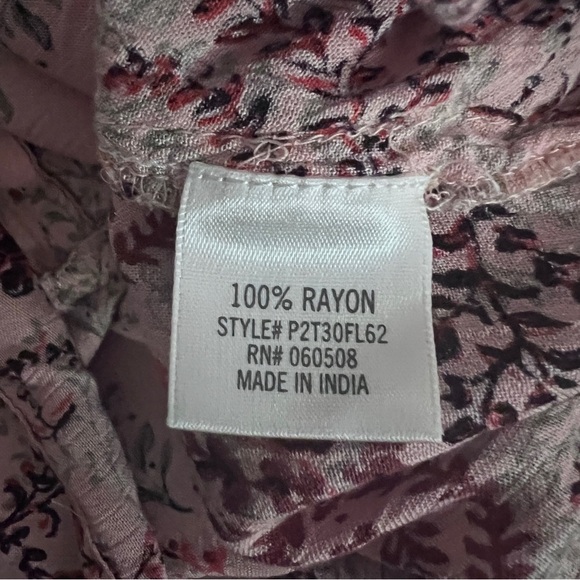 100% RAYON
STYLE# P2T30FL62
RN# 060508
MADE IN INDIA